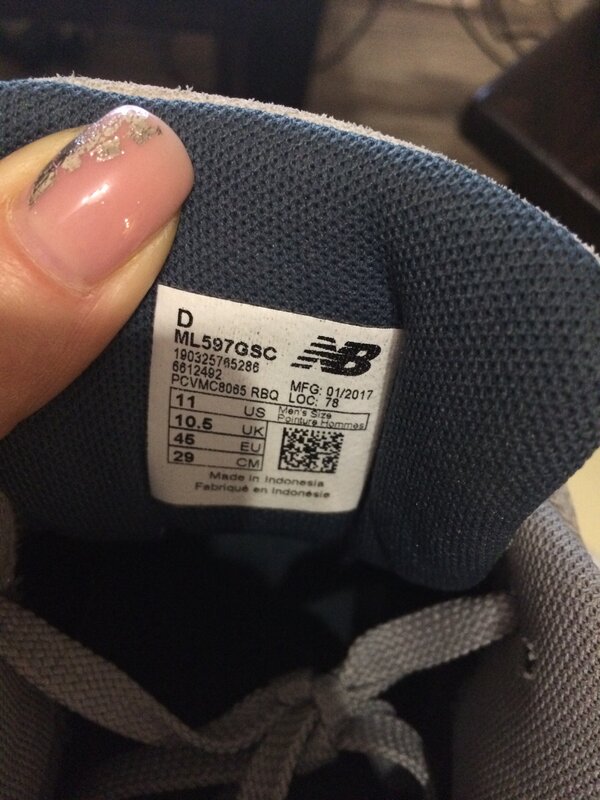 D
ML597GSC
190325765286
6612492
PCVMC8065 RBQ
NB
MFG: 01/2017
LOC: 78
11 US
10.5 UK
45 EU
29 CM
Men's Size
Pointure Hommes
Made in Indonesia
Fabriqué en Indonésie